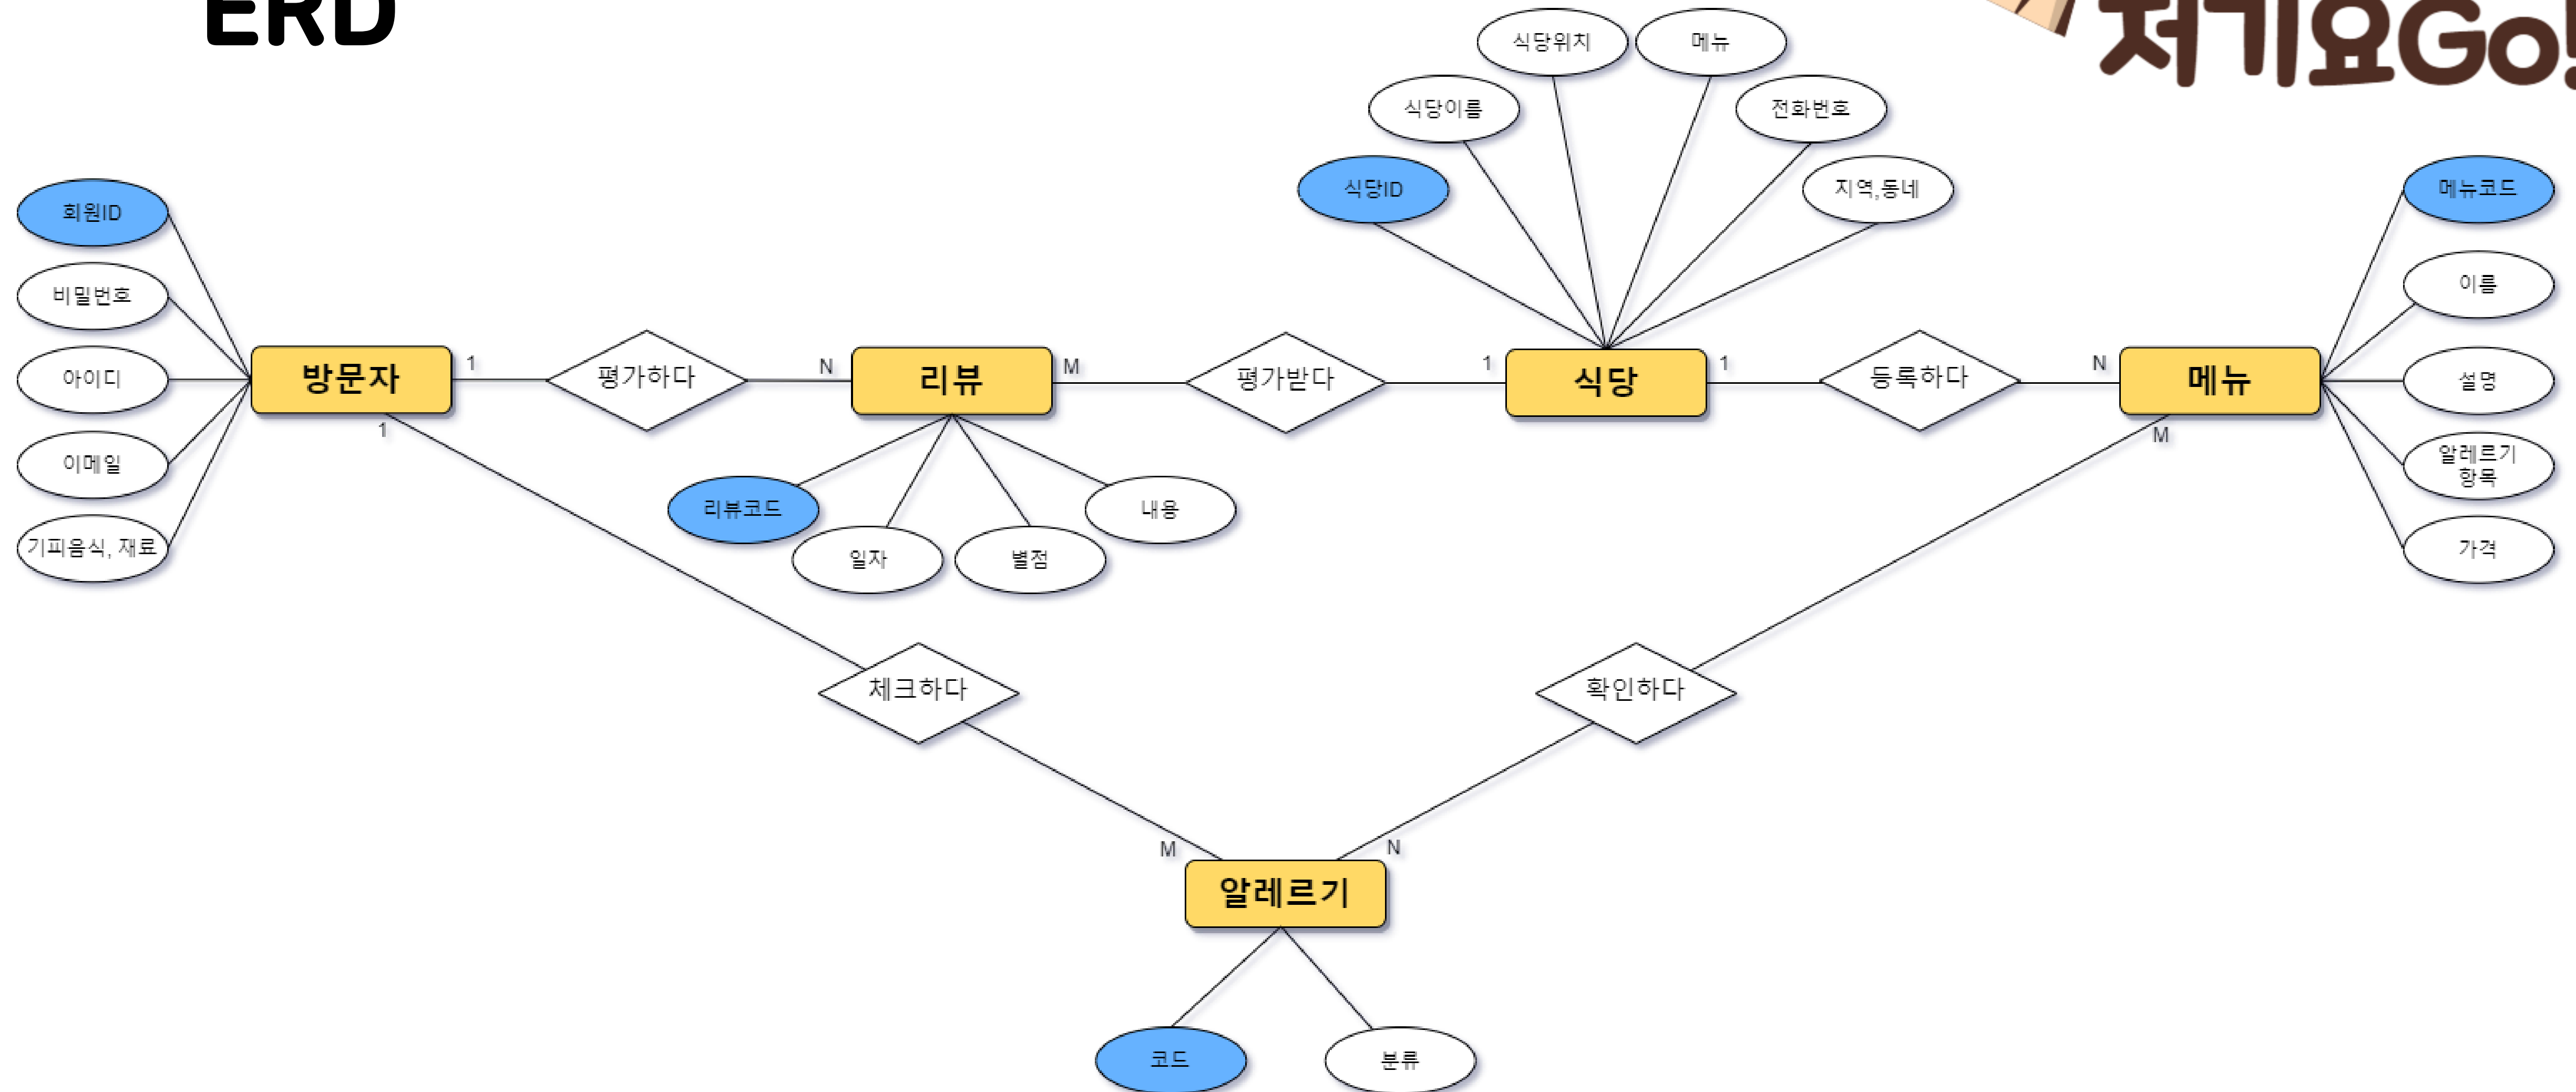 ERD
저기요Go!
식당위치
메뉴
식당이름
전화번호
식당ID
지역,동네
메뉴코드
회원ID
이름
비밀번호
방문자
1
평가하다
N
리뷰
M
평가받다
1
식당
1
등록하다
N
메뉴
아이디
설명
1
M
이메일
알레르기
항목
리뷰코드
내용
기피음식, 재료
일자
별점
가격
체크하다
확인하다
M
N
알레르기
코드
분류